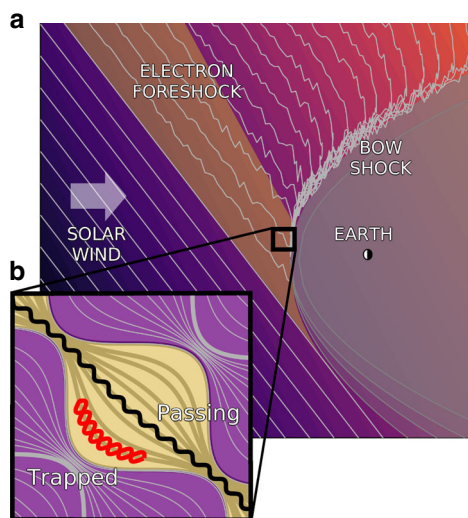 a
ELECTRON
FORESHOCK
BOW
SHOCK
SOLAR
WIND
EARTH
b
Passing
Trapped